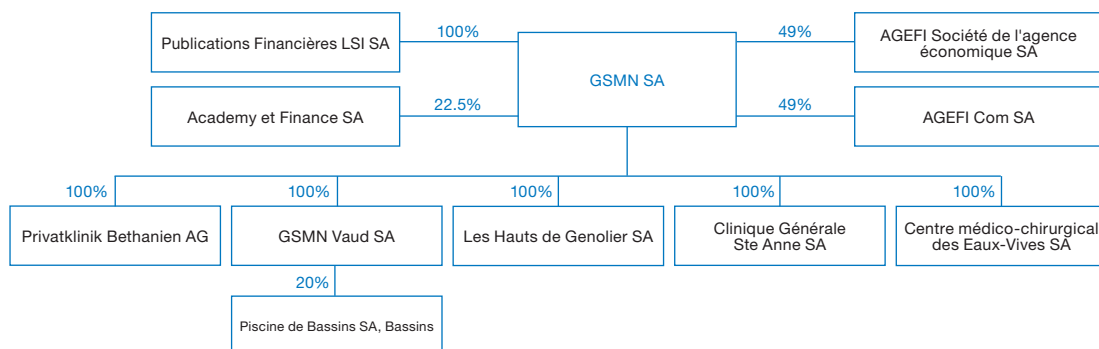 Publications Financières LSI SA
100%
GSMN SA
49%
AGEFI Société de l'agence
économique SA
Academy et Finance SA
22.5%
49%
AGEFI Com SA
100%
100%
100%
100%
100%
Privatklinik Bethanien AG
GSMN Vaud SA
Les Hauts de Genolier SA
Clinique Générale
Ste Anne SA
Centre médico-chirurgical
des Eaux-Vives SA
20%
Piscine de Bassins SA, Bassins